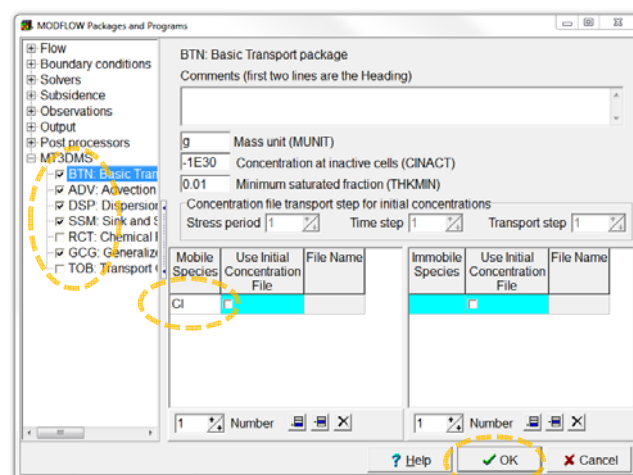 MODFLOW Packages and Programs
Flow
Boundary conditions
Solvers
Subsidence
Observations
Output
Post processors
MT3DMS
BTN: Basic Tran
ADV: Advection
DSP: Dispersion
SSM: Sink and S
RCT: Chemical
GCG: Generalize
TOB: Transport
BTN: Basic Transport package
Comments (first two lines are the Heading)
g Mass unit (MUNIT)
-1E30 Concentration at inactive cells (CINACT)
0.01 Minimum saturated fraction (THKMIN)
Concentration file transport step for initial concentrations
Stress period 1 Time step 1 Transport step 1
Mobile Species Use Initial Concentration File File Name
Cl
1 Number
Immobile Species Use Initial Concentration File File Name
1 Number
? Help OK Cancel